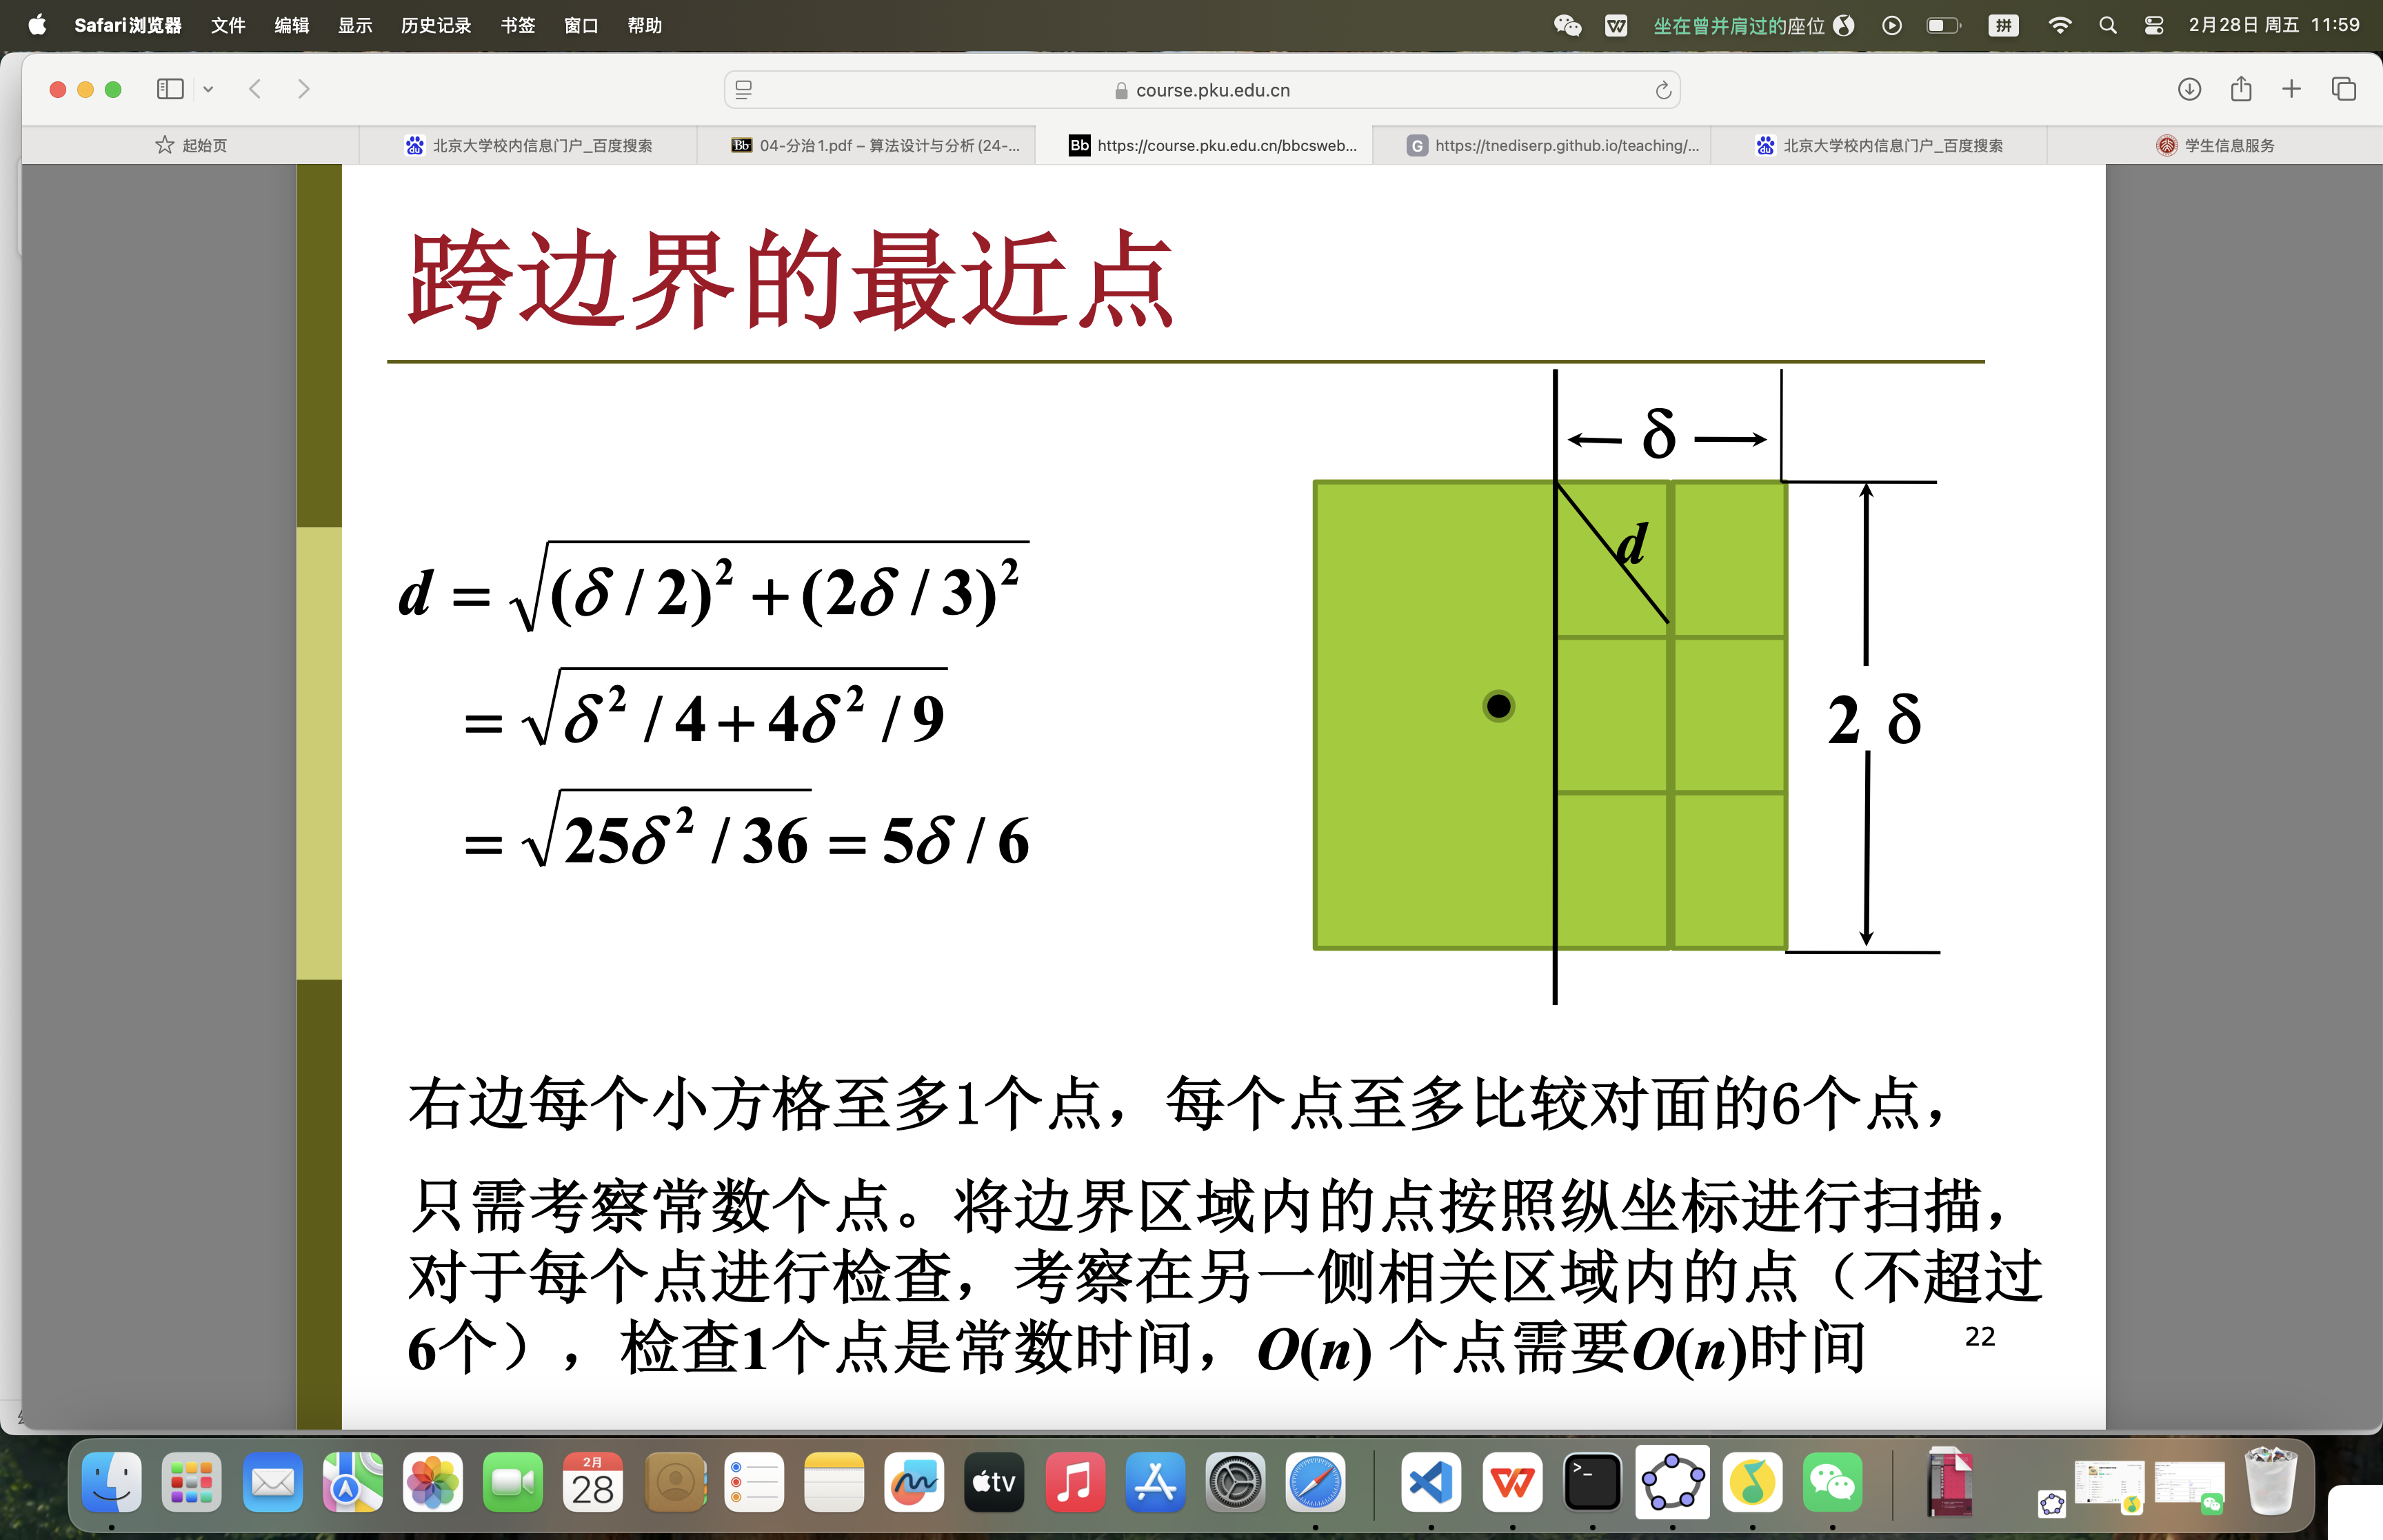 Safari浏览器 文件 编辑 显示 历史记录 书签 窗口 帮助
坐在曾并肩过的座位
拼
2月28日 周五 11:59
course.pku.edu.cn
起始页
北京大学校内信息门户_百度搜索
Bb 04-分治1.pdf – 算法设计与分析(24-...
Bb https://course.pku.edu.cn/bbcsweb...
G https://tnediserp.github.io/teaching/...
北京大学校内信息门户_百度搜索
学生信息服务
跨边界的最近点
δ
d
2 δ
d = √(δ / 2)² + (2δ / 3)²
= √δ² / 4 + 4δ² / 9
= √25δ² / 36 = 5δ / 6
右边每个小方格至多1个点，每个点至多比较对面的6个点，
只需考察常数个点。将边界区域内的点按照纵坐标进行扫描，
对于每个点进行检查，考察在另一侧相关区域内的点（不超过
6个），检查1个点是常数时间，O(n) 个点需要O(n)时间
22
2月
28
tv